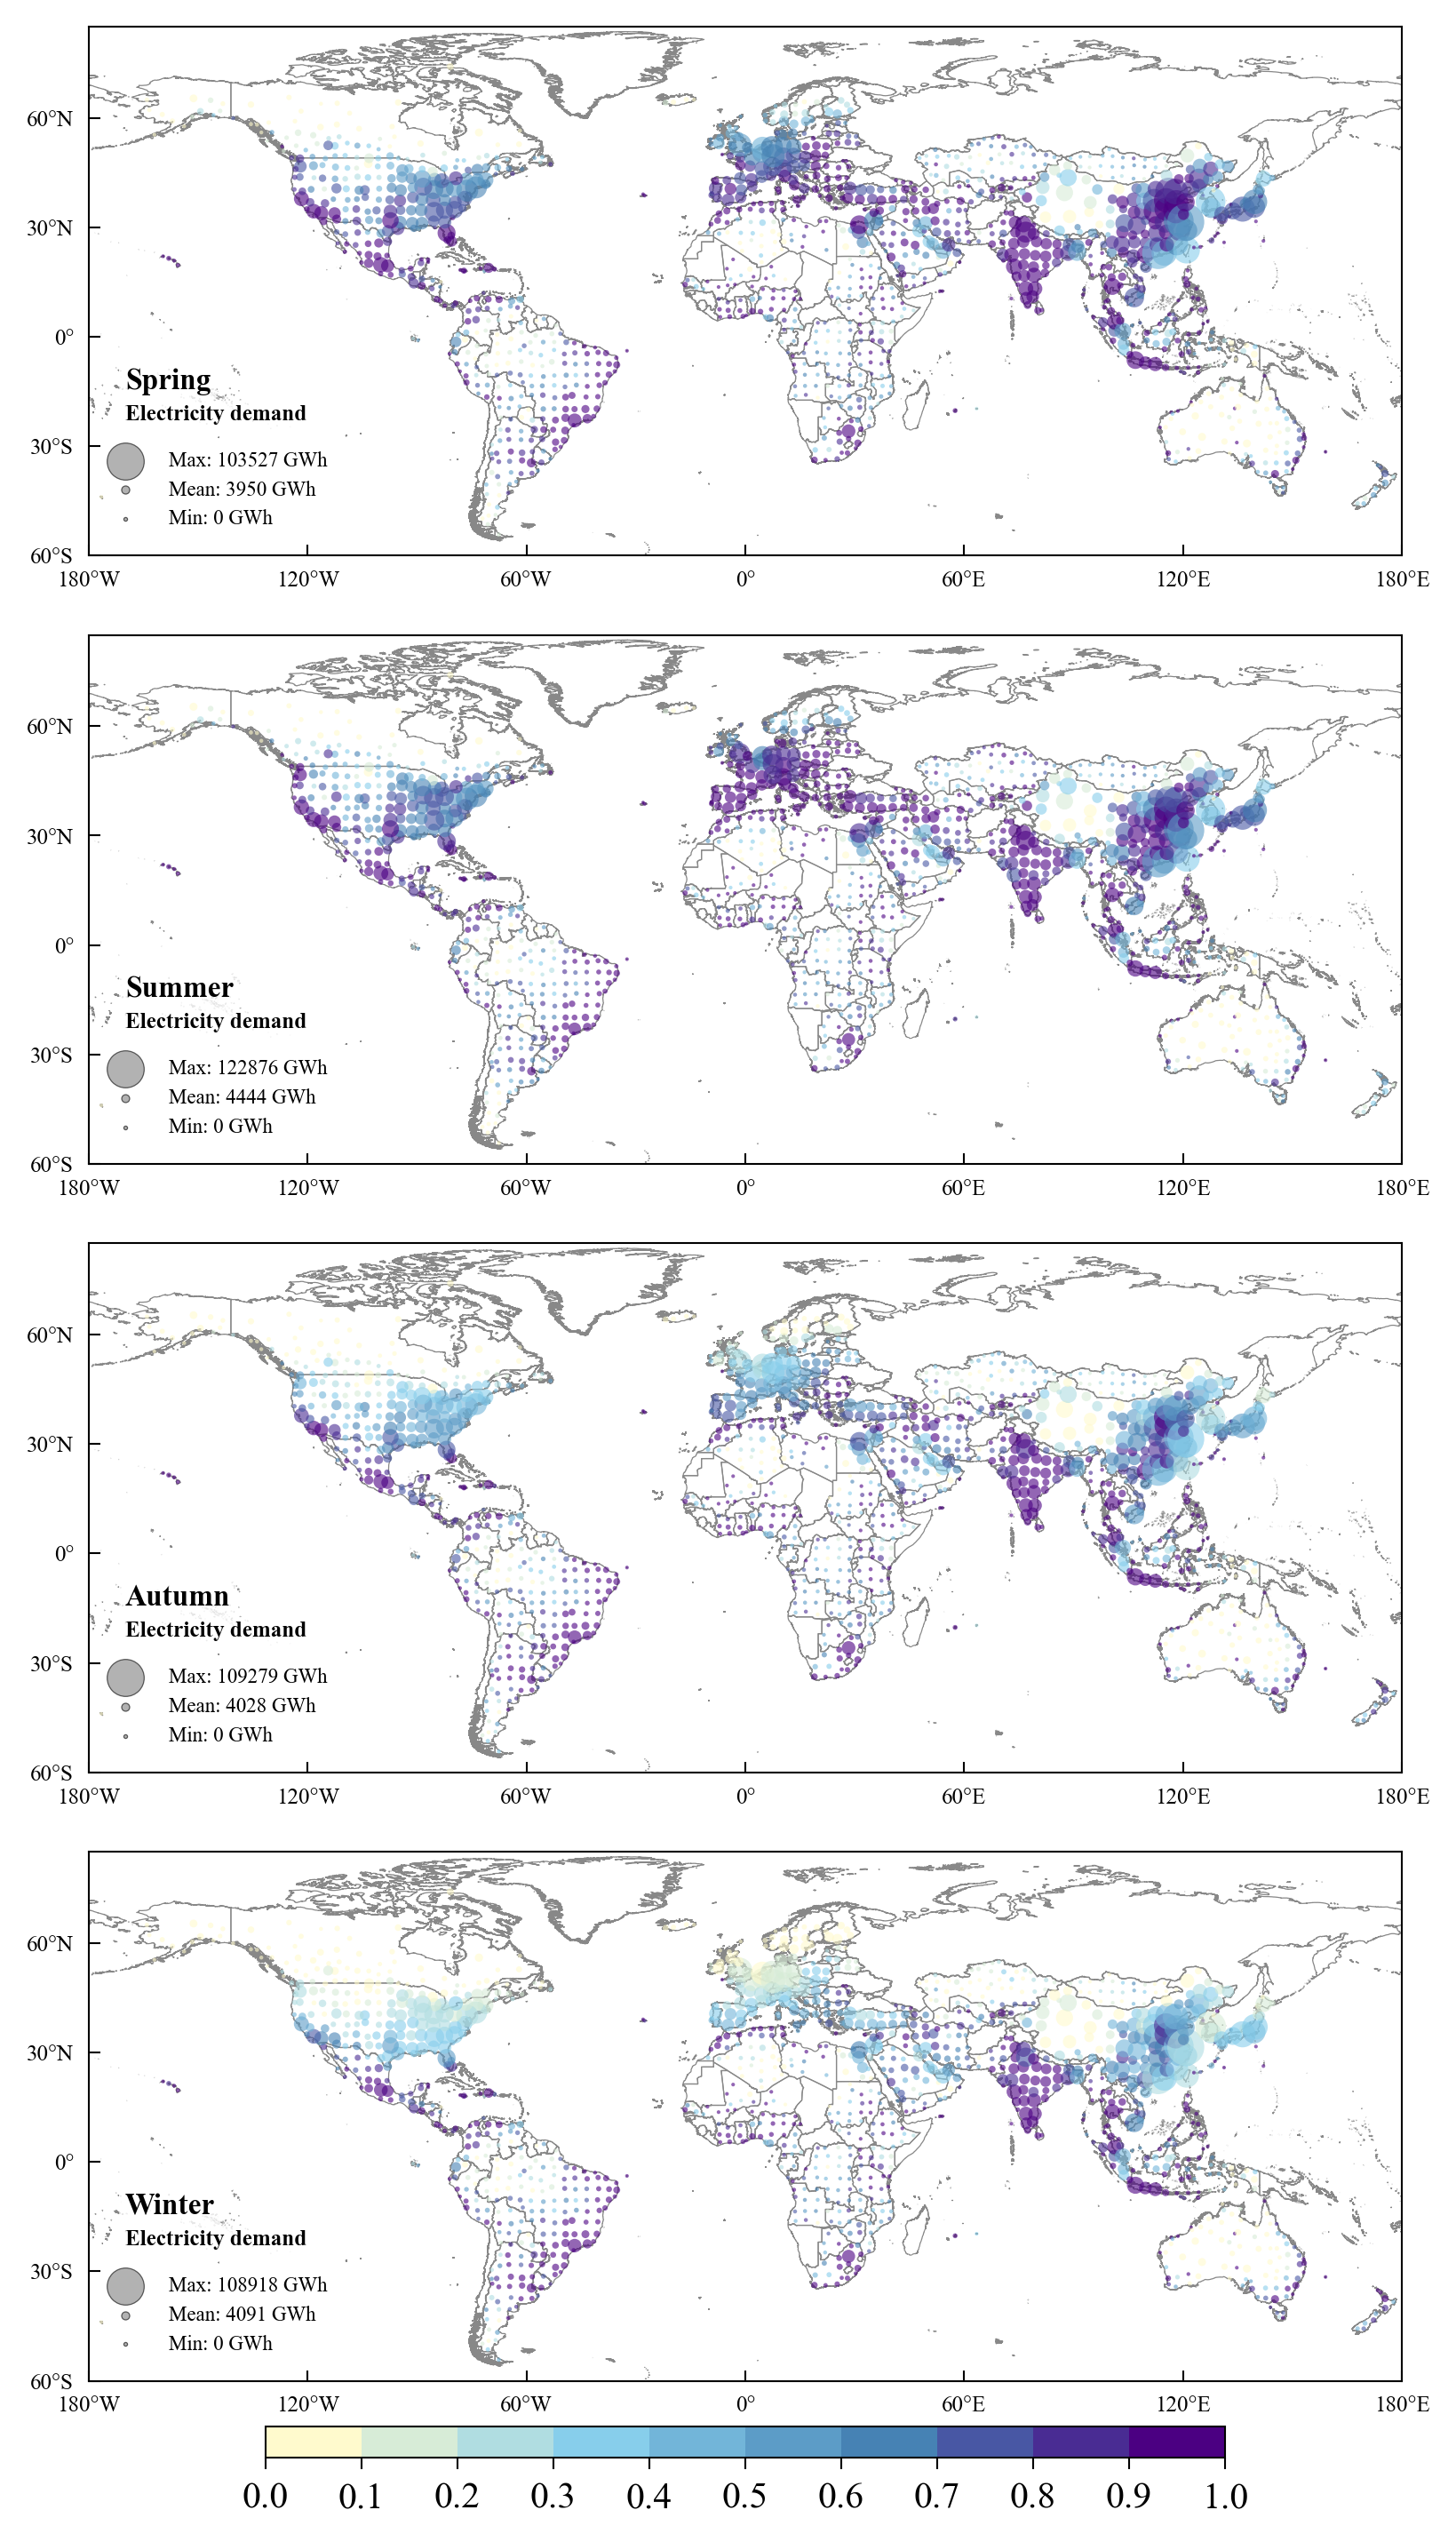 60°N
30°N
0°
Spring
Electricity demand
30°S
Max: 103527 GWh
Mean: 3950 GWh
Min: 0 GWh
60°S
180°W 120°W 60°W 0° 60°E 120°E 180°E
60°N
30°N
0°
Summer
Electricity demand
30°S
Max: 122876 GWh
Mean: 4444 GWh
Min: 0 GWh
60°S
180°W 120°W 60°W 0° 60°E 120°E 180°E
60°N
30°N
0°
Autumn
Electricity demand
30°S
Max: 109279 GWh
Mean: 4028 GWh
Min: 0 GWh
60°S
180°W 120°W 60°W 0° 60°E 120°E 180°E
60°N
30°N
0°
Winter
Electricity demand
30°S
Max: 108918 GWh
Mean: 4091 GWh
Min: 0 GWh
60°S
180°W 120°W 60°W 0° 60°E 120°E 180°E
0.0 0.1 0.2 0.3 0.4 0.5 0.6 0.7 0.8 0.9 1.0